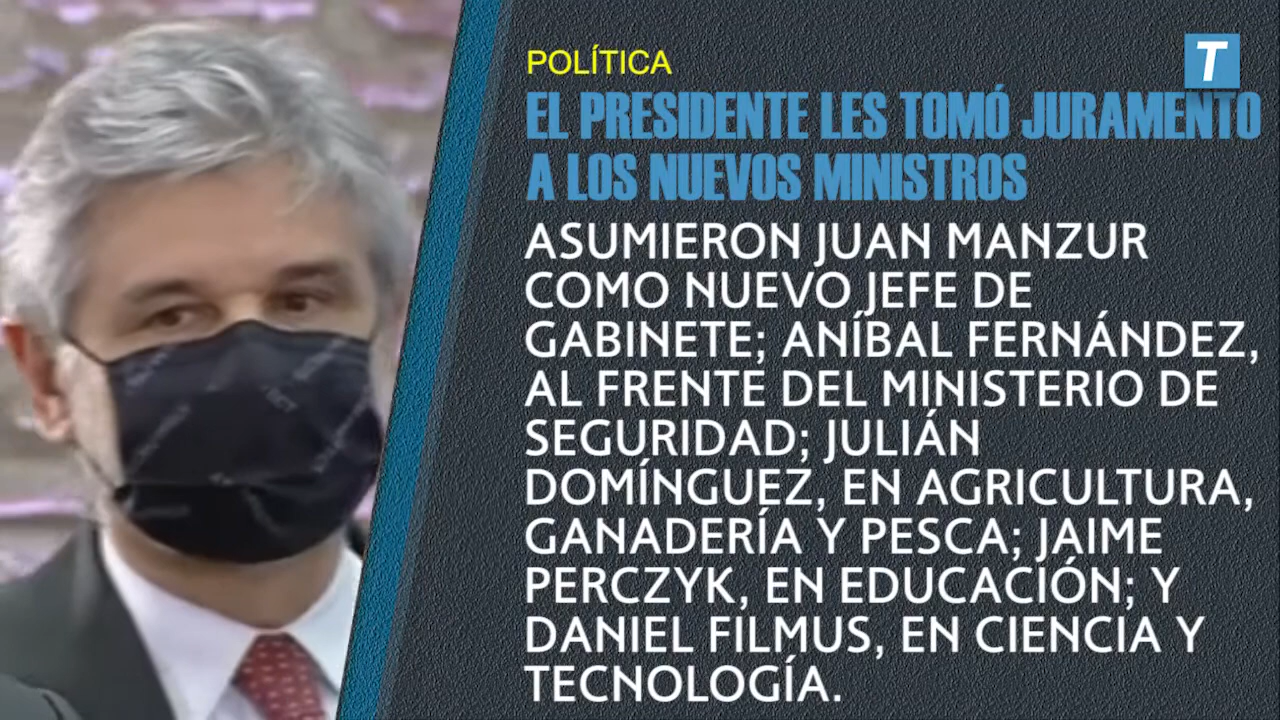 T
POLÍTICA
EL PRESIDENTE LES TOMÓ JURAMENTO
A LOS NUEVOS MINISTROS
ASUMIERON JUAN MANZUR
COMO NUEVO JEFE DE
GABINETE; ANÍBAL FERNÁNDEZ,
AL FRENTE DEL MINISTERIO DE
SEGURIDAD; JULIÁN
DOMÍNGUEZ, EN AGRICULTURA,
GANADERÍA Y PESCA; JAIME
PERCZYK, EN EDUCACIÓN; Y
DANIEL FILMUS, EN CIENCIA Y
TECNOLOGÍA.